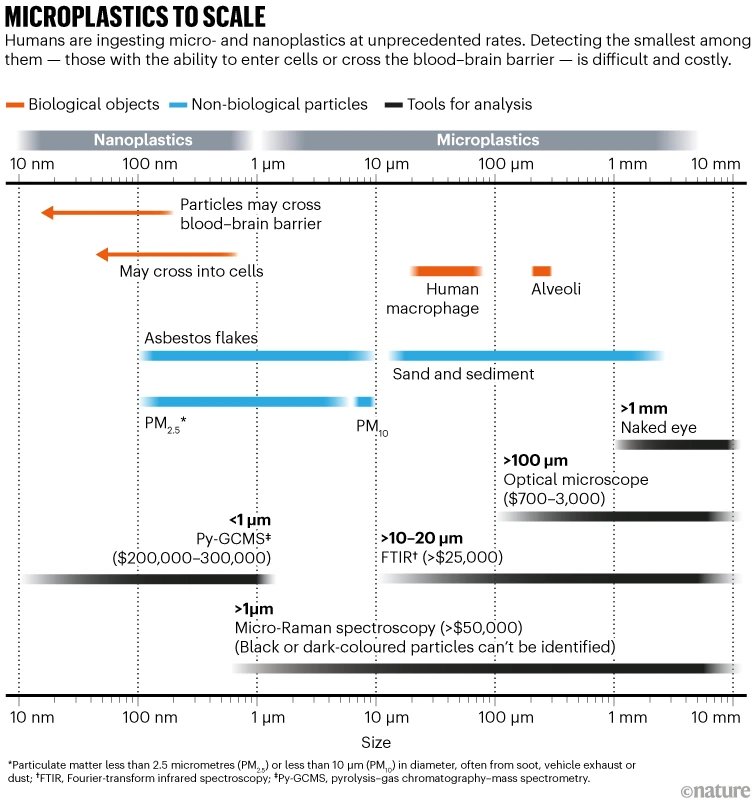 MICROPLASTICS TO SCALE
Humans are ingesting micro- and nanoplastics at unprecedented rates. Detecting the smallest among
them — those with the ability to enter cells or cross the blood–brain barrier — is difficult and costly.
Biological objects Non-biological particles Tools for analysis
Nanoplastics Microplastics
10 nm 100 nm 1 µm 10 µm 100 µm 1 mm 10 mm
Particles may cross
blood–brain barrier
May cross into cells
Human
macrophage
Alveoli
Asbestos flakes
Sand and sediment
PM2.5*
PM10
>1 mm
Naked eye
>100 µm
Optical microscope
($700–3,000)
<1 µm
Py-GCMS‡
($200,000–300,000)
>10–20 µm
FTIR† (>$25,000)
>1µm
Micro-Raman spectroscopy (>$50,000)
(Black or dark-coloured particles can’t be identified)
10 nm 100 nm 1 µm 10 µm 100 µm 1 mm 10 mm
Size
*Particulate matter less than 2.5 micrometres (PM2.5) or less than 10 µm (PM10) in diameter, often from soot, vehicle exhaust or
dust; †FTIR, Fourier-transform infrared spectroscopy; ‡Py-GCMS, pyrolysis–gas chromatography–mass spectrometry.
©nature